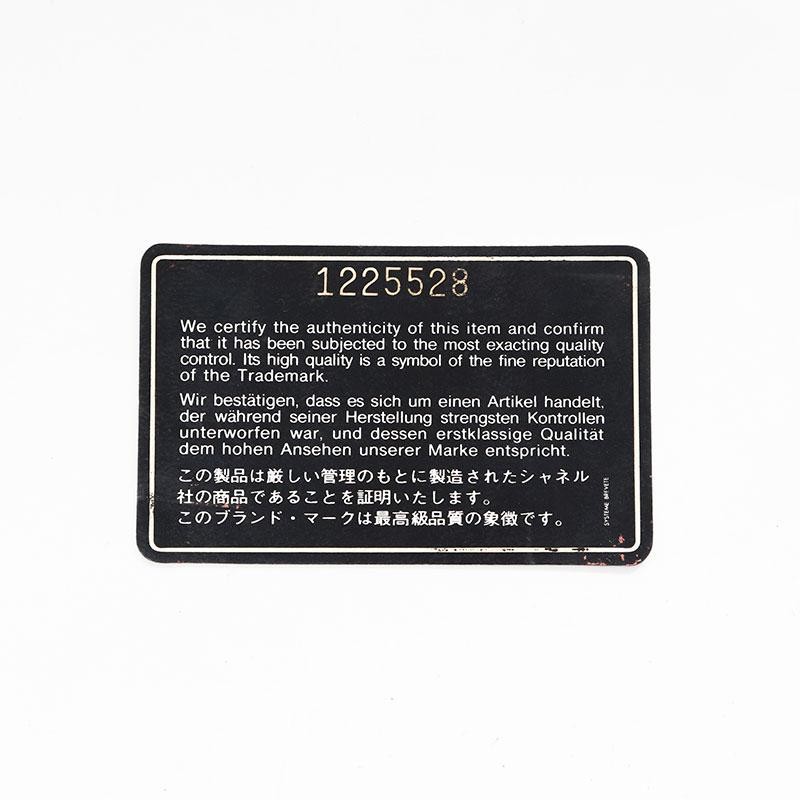 1225528
We certify the authenticity of this item and confirm
that it has been subjected to the most exacting quality
control. Its high quality is a symbol of the fine reputation
of the Trademark.
Wir bestätigen, dass es sich um einen Artikel handelt,
der während seiner Herstellung strengsten Kontrollen
unterworfen war, und dessen erstklassige Qualität
dem hohen Ansehen unserer Marke entspricht.
この製品は厳しい管理のもとに製造されたシャネル
社の商品であることを証明いたします。
このブランド・マークは最高級品質の象徴です。
SYSTEME BREVETE